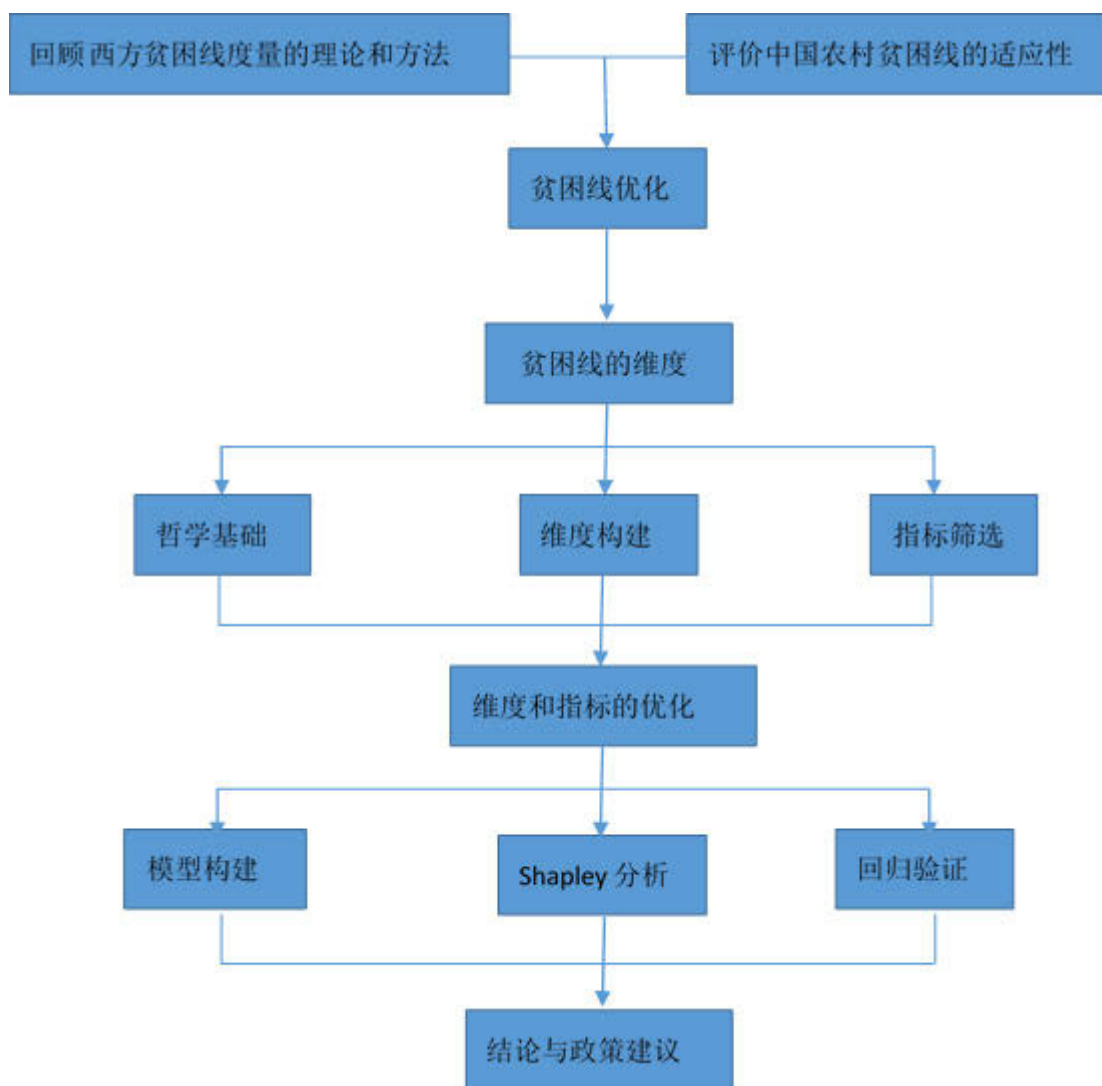 回顾西方贫困线度量的理论和方法
评价中国农村贫困线的适应性
贫困线优化
贫困线的维度
哲学基础
维度构建
指标筛选
维度和指标的优化
模型构建
Shapley 分析
回归验证
结论与政策建议